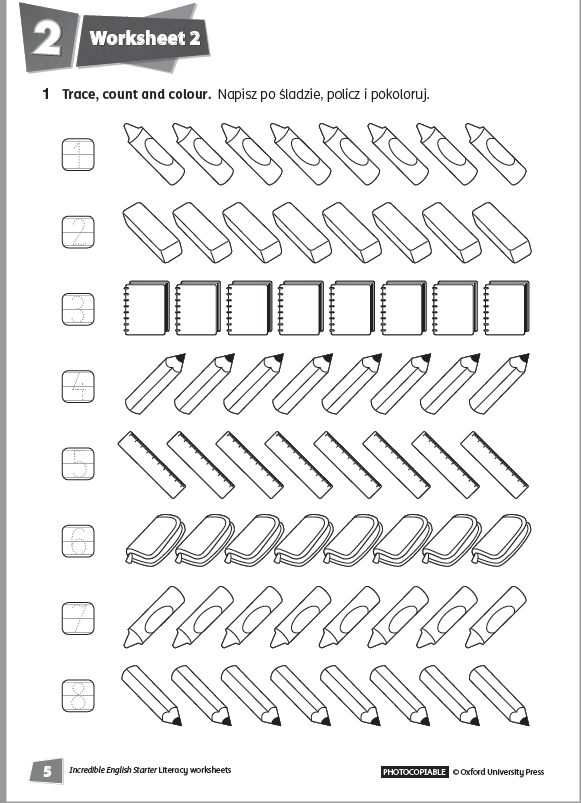 2 Worksheet 2
1 Trace, count and colour. Napisz po śladzie, policz i pokoloruj.
1
2
3
4
5
6
7
8
5 Incredible English Starter Literacy worksheets PHOTOCOPIABLE © Oxford University Press